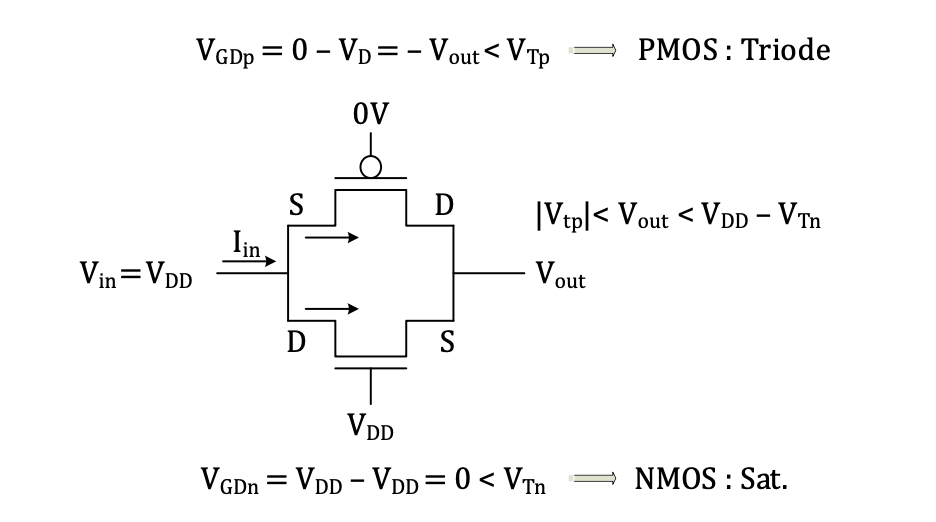 V_GDp = 0 – V_D = – V_out < V_Tp ⟹ PMOS : Triode
0V
S D
|V_tp|< V_out < V_DD – V_Tn
I_in
V_in=V_DD
V_out
D S
V_DD
V_GDn = V_DD – V_DD = 0 < V_Tn ⟹ NMOS : Sat.